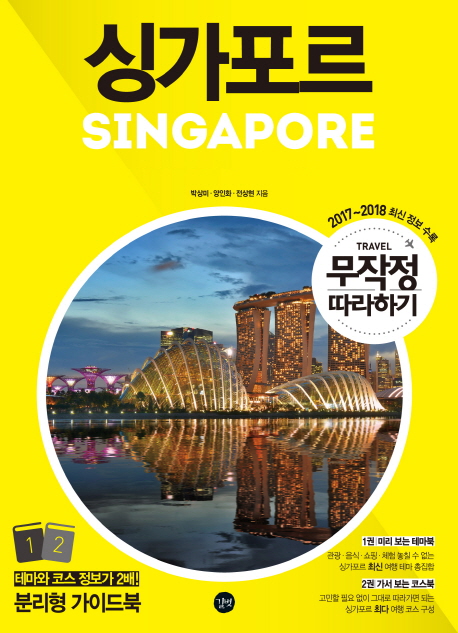 싱가포르
SINGAPORE
박상미 · 양인화 · 전상현 지음
2017~2018 최신 정보 수록
TRAVEL
무작정
따라하기
1 2
테마와 코스 정보가 2배!
분리형 가이드북
1권 미리 보는 테마북
관광 · 음식 · 쇼핑 · 체험 놓칠 수 없는
싱가포르 최신 여행 테마 총집합
2권 가서 보는 코스북
고민할 필요 없이 그대로 따라가면 되는
싱가포르 최다 여행 코스 구성
길벗